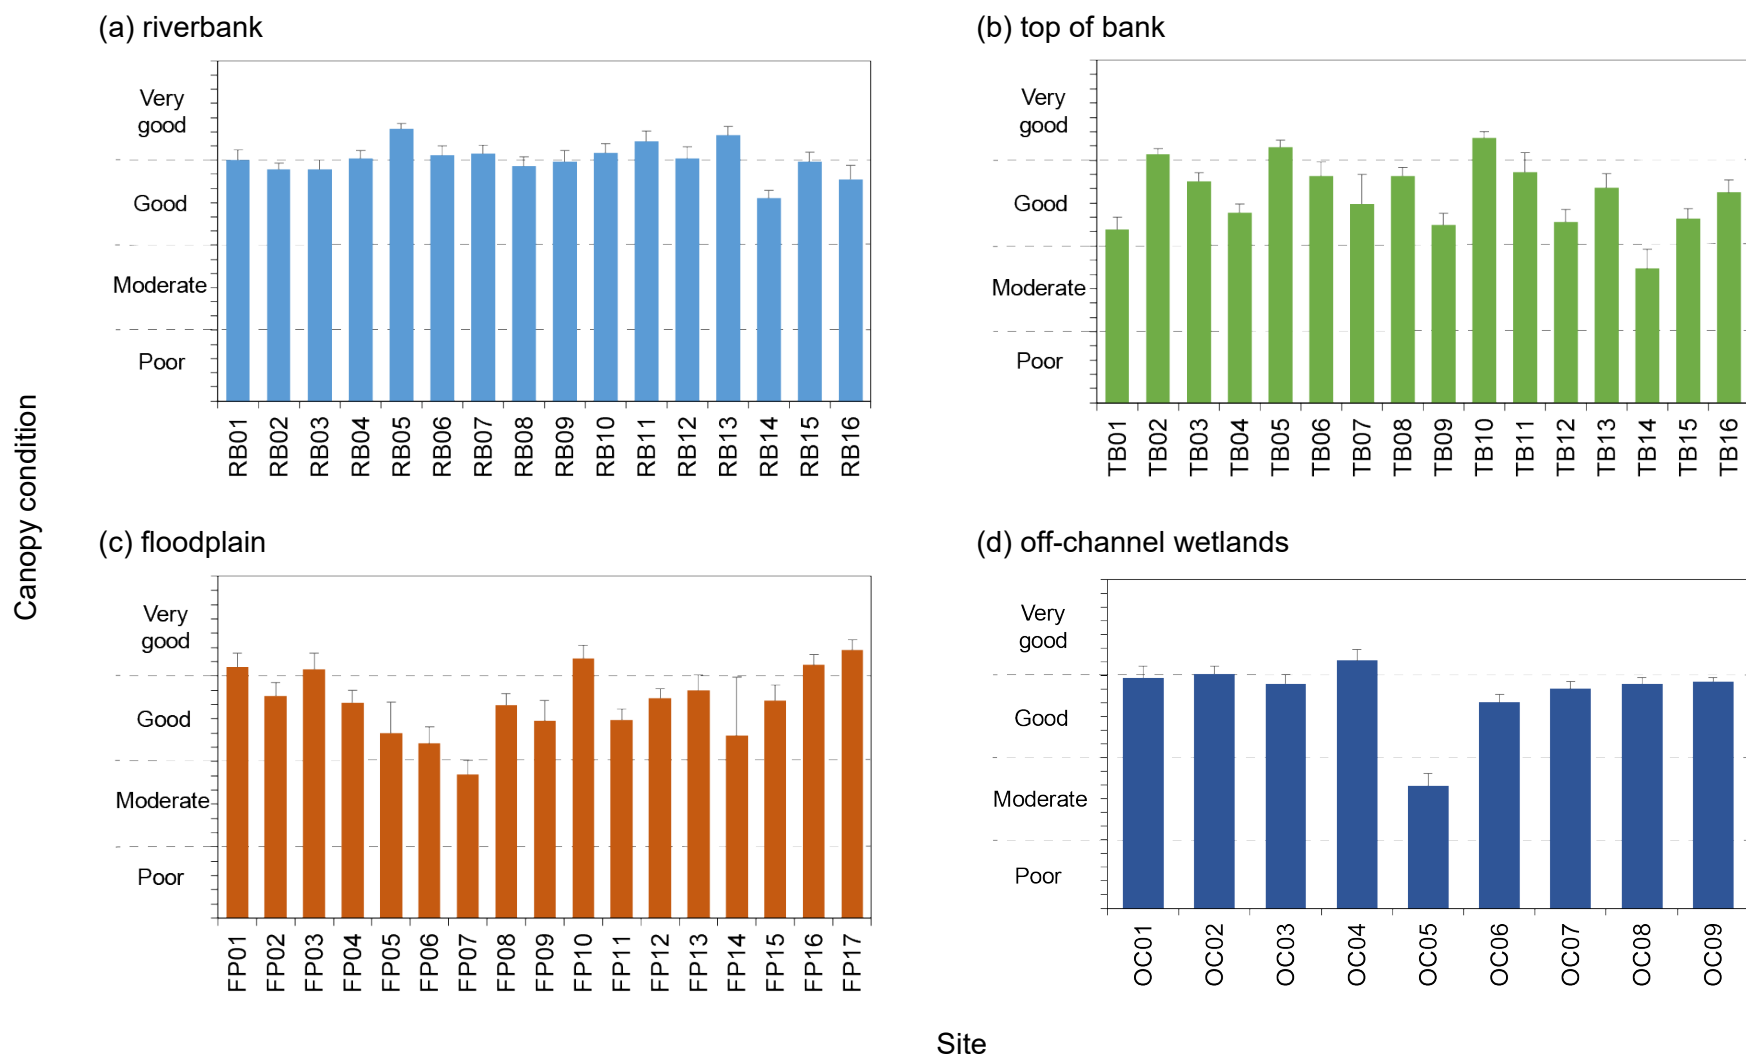 (a) riverbank
Very
good
Good
Moderate
Poor
RB01
RB02
RB03
RB04
RB05
RB06
RB07
RB08
RB09
RB10
RB11
RB12
RB13
RB14
RB15
RB16
(b) top of bank
Very
good
Good
Moderate
Poor
TB01
TB02
TB03
TB04
TB05
TB06
TB07
TB08
TB09
TB10
TB11
TB12
TB13
TB14
TB15
TB16
Canopy condition
(c) floodplain
Very
good
Good
Moderate
Poor
FP01
FP02
FP03
FP04
FP05
FP06
FP07
FP08
FP09
FP10
FP11
FP12
FP13
FP14
FP15
FP16
FP17
(d) off-channel wetlands
Very
good
Good
Moderate
Poor
OC01
OC02
OC03
OC04
OC05
OC06
OC07
OC08
OC09
Site